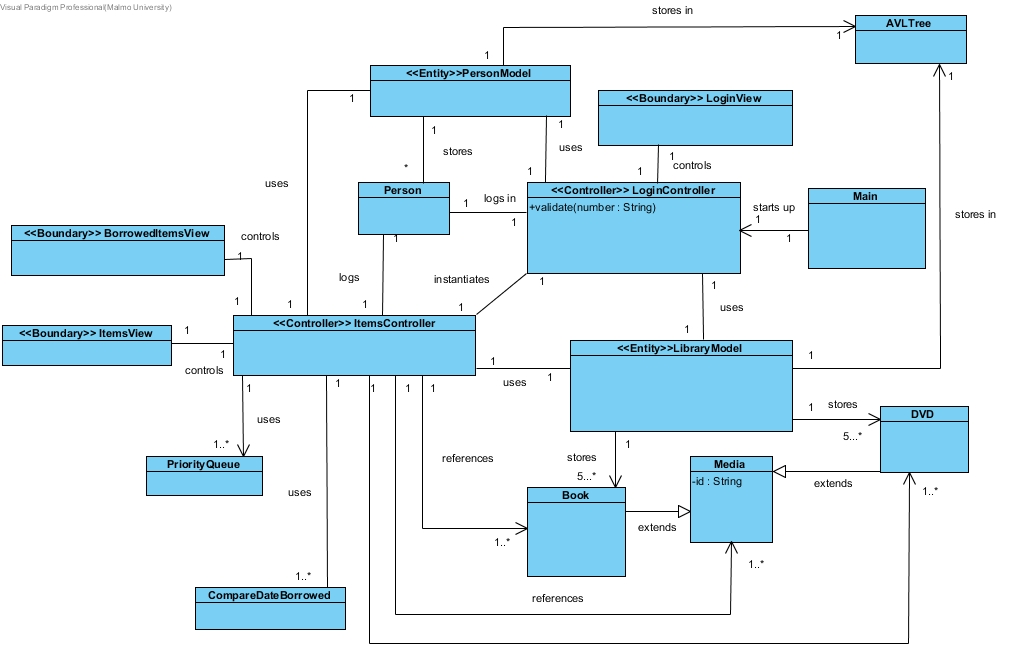 Visual Paradigm Professional(Malmo University)
stores in
AVLTree
1
1
<<Entity>>PersonModel
1
1
<<Boundary>> LoginView
1
1
stores
uses
1
controls
*
1
1
uses
Person
<<Controller>> LoginController
+validate(number : String)
Main
logs in
1
1
starts up
1
1
stores in
<<Boundary>> BorrowedItemsView
controls
1
1
logs
instantiates
1
1
1
1
1
1
1
uses
<<Controller>> ItemsController
<<Boundary>> ItemsView
1
1
1
controls
<<Entity>>LibraryModel
1
1
1
uses
1
1
1
1
1
1
stores
DVD
uses
5...*
1..*
1
references
stores
5...*
PriorityQueue
Media
-id : String
extends
uses
Book
1..*
extends
1..*
1..*
1..*
CompareDateBorrowed
references